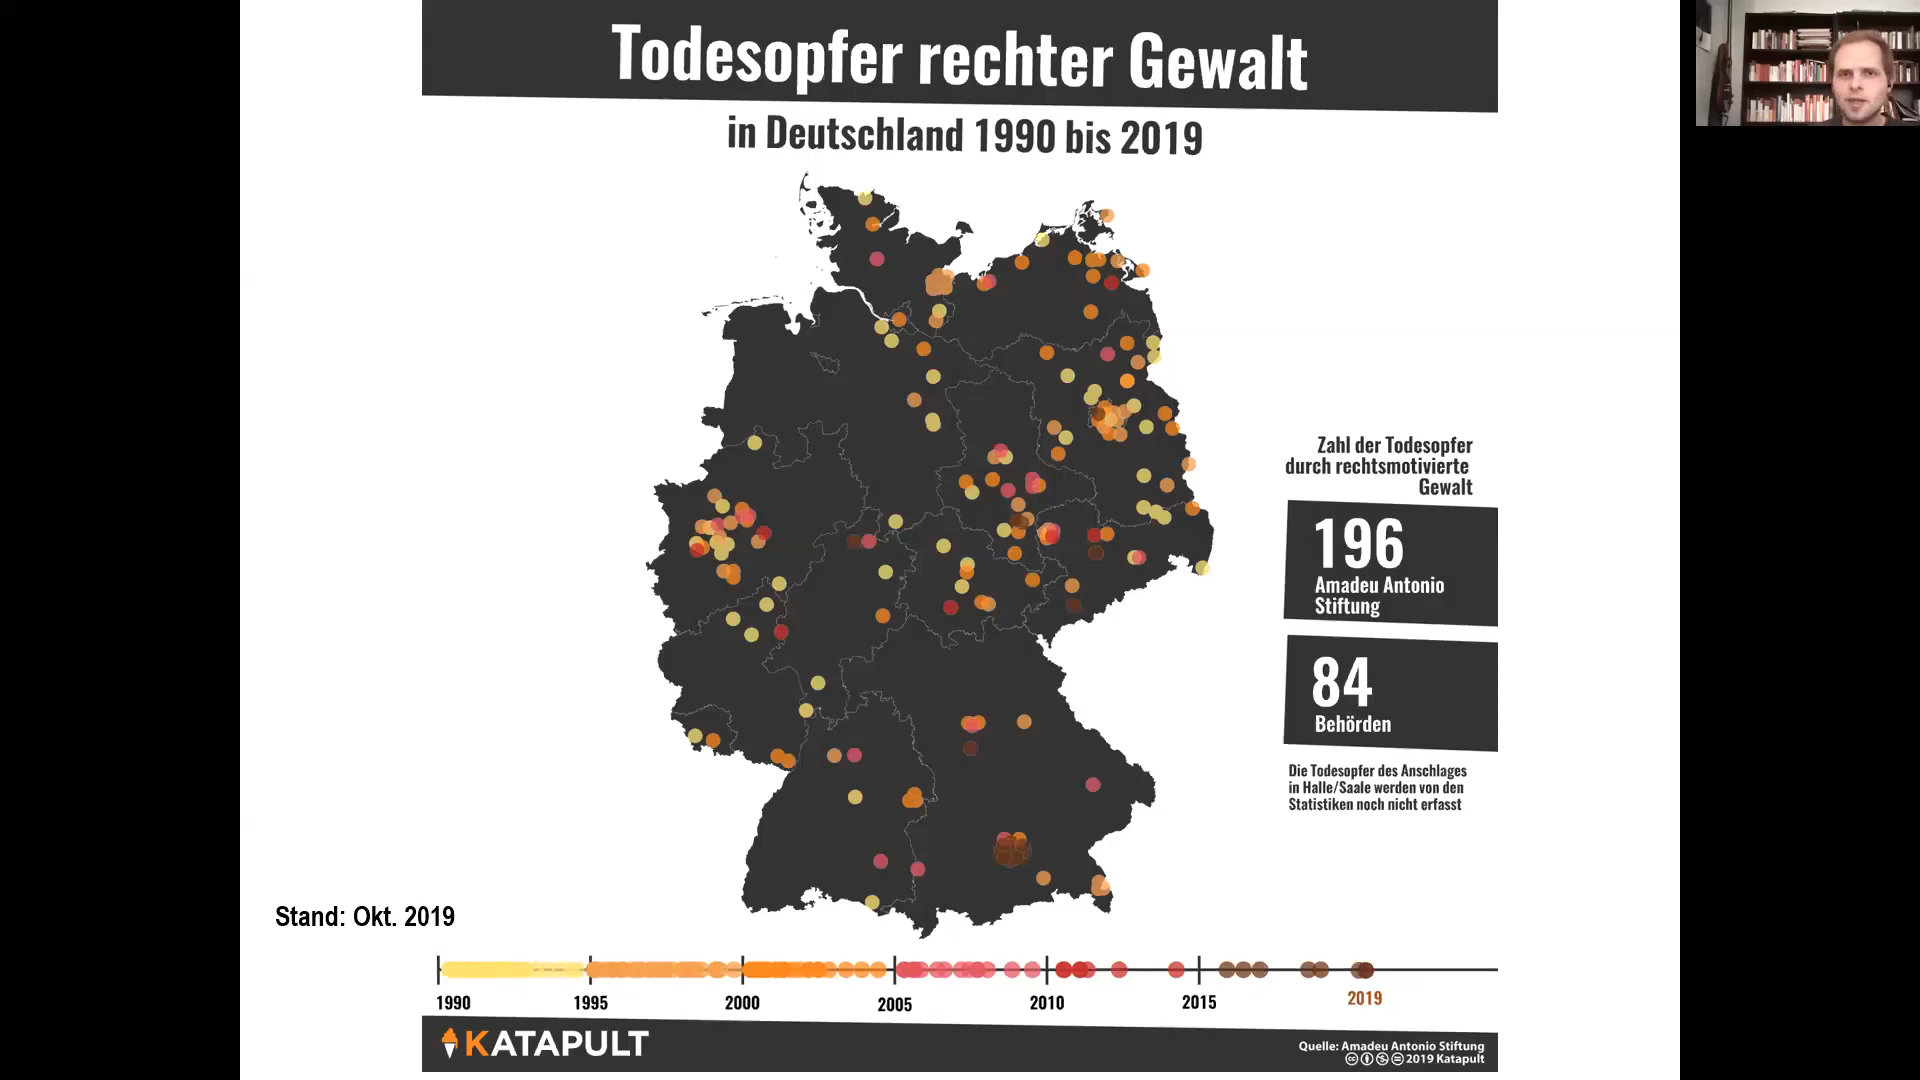 Todesopfer rechter Gewalt
in Deutschland 1990 bis 2019
Zahl der Todesopfer
durch rechtsmotivierte
Gewalt
196
Amadeu Antonio
Stiftung
84
Behörden
Die Todesopfer des Anschlages
in Halle/Saale werden von den
Statistiken noch nicht erfasst
Stand: Okt. 2019
1990 1995 2000 2005 2010 2015 2019
KATAPULT
Quelle: Amadeu Antonio Stiftung
2019 Katapult